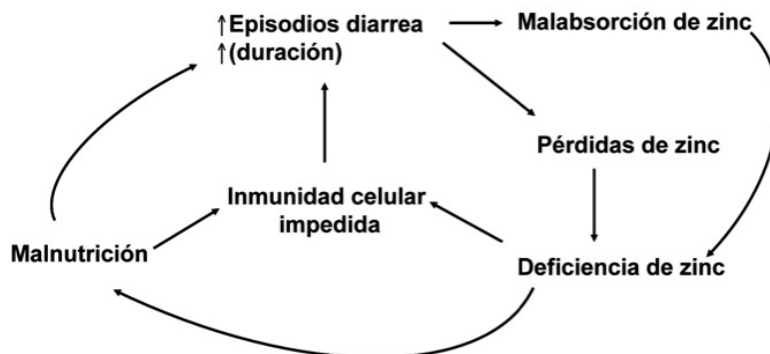 ↑Episodios diarrea
↑(duración)
Malabsorción de zinc
Pérdidas de zinc
Inmunidad celular
impedida
Malnutrición
Deficiencia de zinc